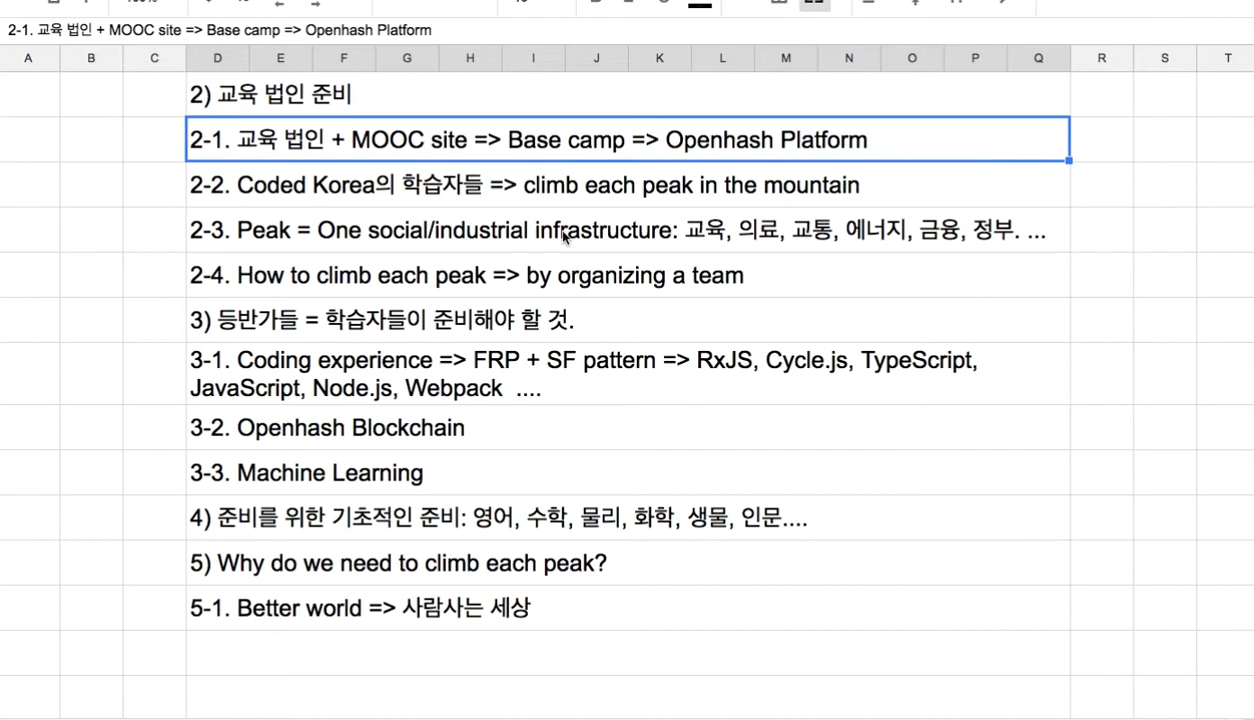 2-1. 교육 법인 + MOOC site => Base camp => Openhash Platform
A B C D E F G H I J K L M N O P Q R S T
2) 교육 법인 준비
2-1. 교육 법인 + MOOC site => Base camp => Openhash Platform
2-2. Coded Korea의 학습자들 => climb each peak in the mountain
2-3. Peak = One social/industrial infrastructure: 교육, 의료, 교통, 에너지, 금융, 정부. ...
2-4. How to climb each peak => by organizing a team
3) 등반가들 = 학습자들이 준비해야 할 것.
3-1. Coding experience => FRP + SF pattern => RxJS, Cycle.js, TypeScript,
JavaScript, Node.js, Webpack ....
3-2. Openhash Blockchain
3-3. Machine Learning
4) 준비를 위한 기초적인 준비: 영어, 수학, 물리, 화학, 생물, 인문....
5) Why do we need to climb each peak?
5-1. Better world => 사람사는 세상